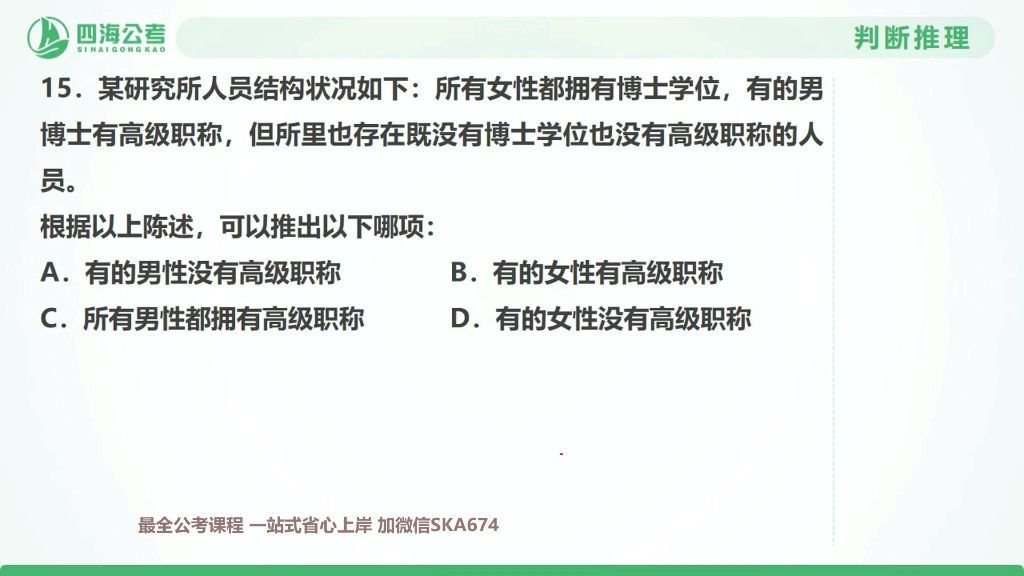 四海公考
SIHAIGONGKAO
判断推理
15．某研究所人员结构状况如下：所有女性都拥有博士学位，有的男
博士有高级职称，但所里也存在既没有博士学位也没有高级职称的人
员。
根据以上陈述，可以推出以下哪项：
A．有的男性没有高级职称 B．有的女性有高级职称
C．所有男性都拥有高级职称 D．有的女性没有高级职称
最全公考课程 一站式省心上岸 加微信SKA674